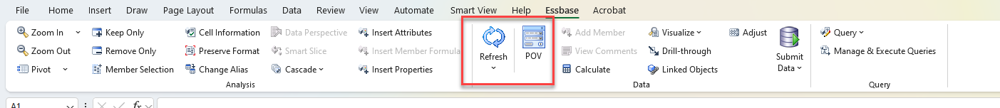 File Home Insert Draw Page Layout Formulas Data Review View Automate Smart View Help Essbase Acrobat
Zoom In Keep Only Cell Information Data Perspective Insert Attributes
Zoom Out Remove Only Preserve Format Smart Slice Insert Member Formula
Pivot Member Selection Change Alias Cascade Insert Properties
Analysis
Refresh POV
Add Member Visualize Adjust
View Comments Drill-through
Calculate Linked Objects
Submit
Data
Data
Query
Manage & Execute Queries
Query
A1 fx